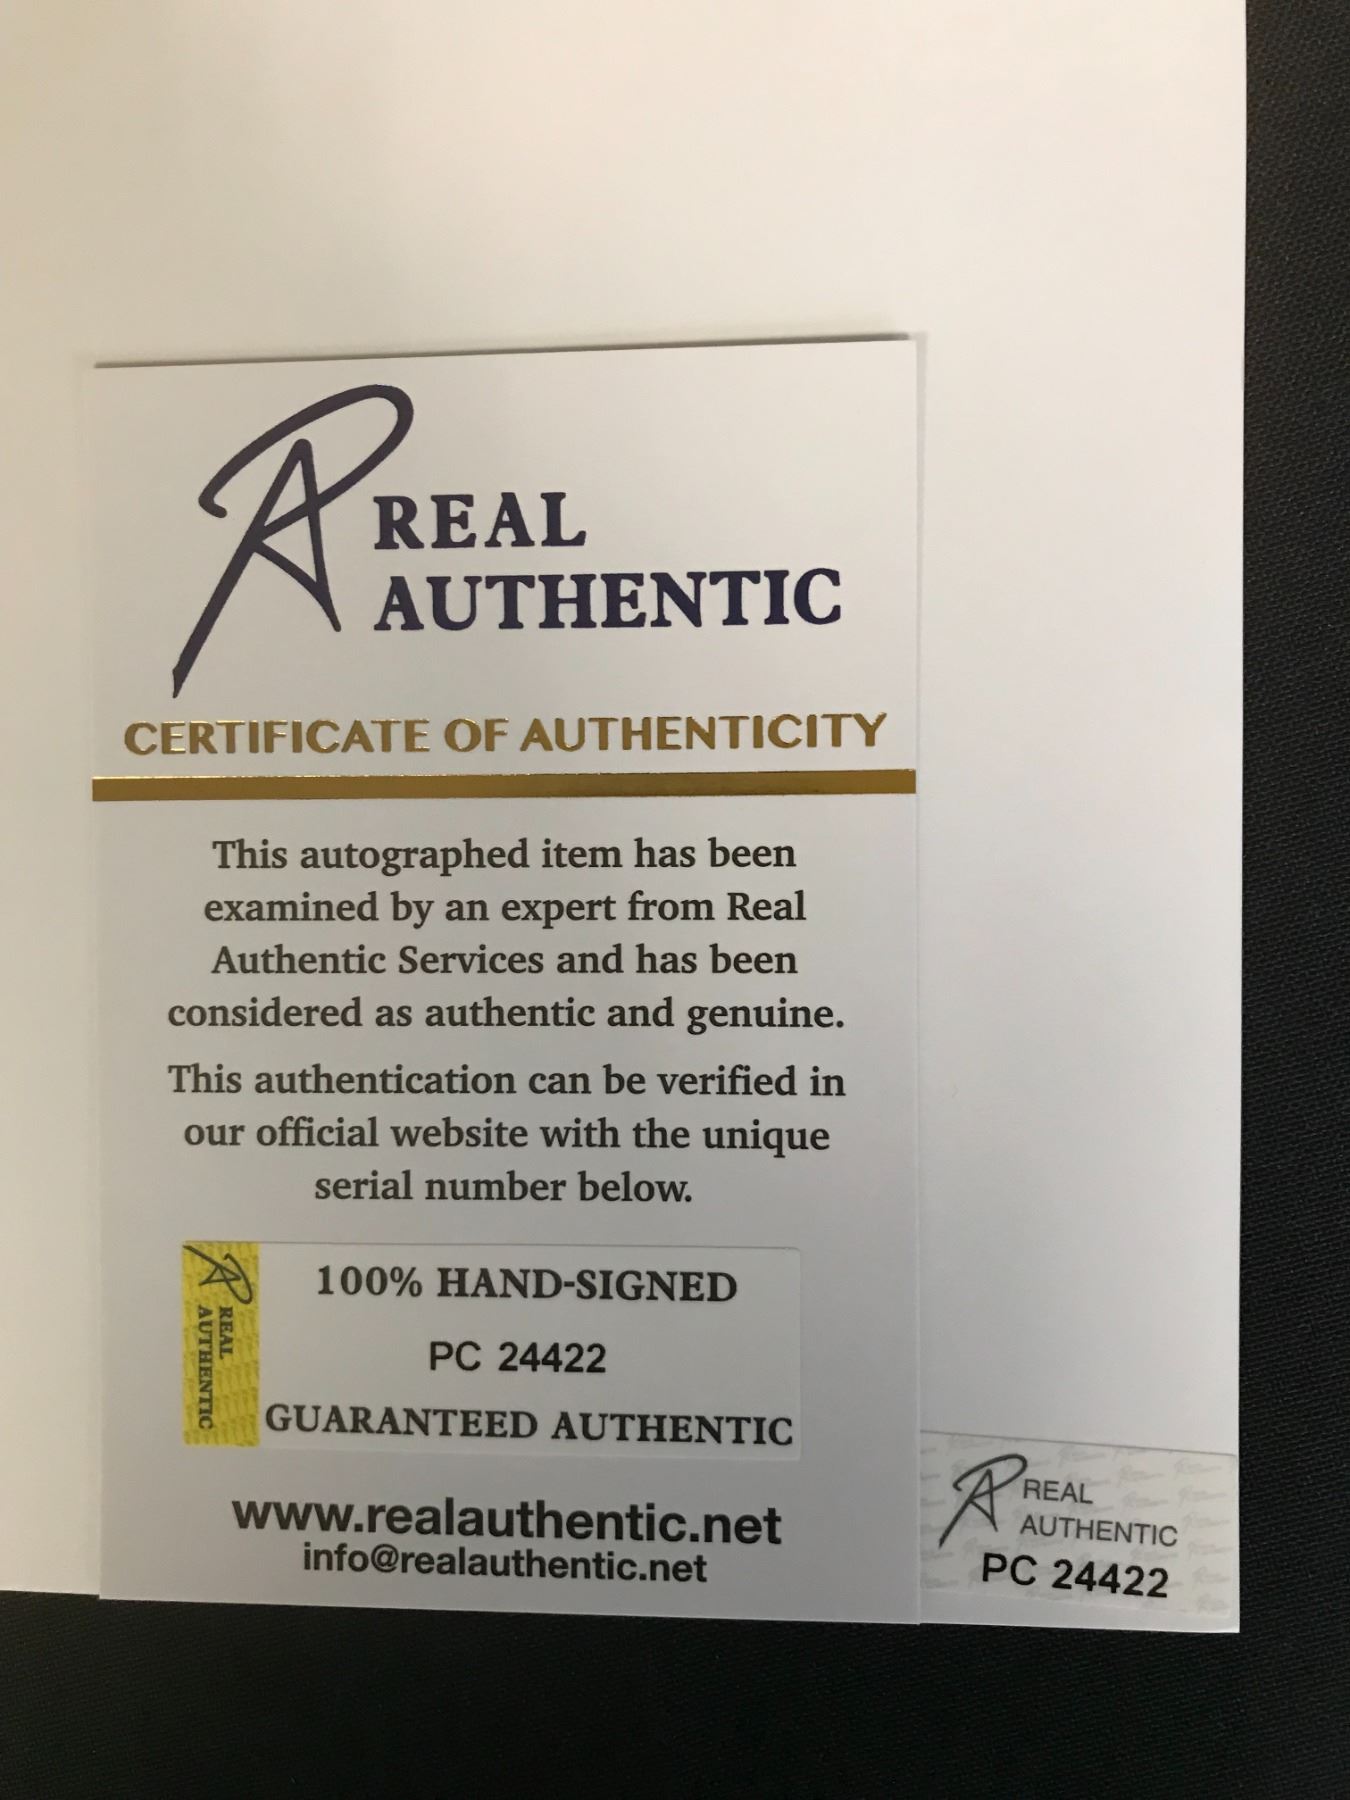 REAL
AUTHENTIC
CERTIFICATE OF AUTHENTICITY
This autographed item has been
examined by an expert from Real
Authentic Services and has been
considered as authentic and genuine.
This authentication can be verified in
our official website with the unique
serial number below.
REAL
AUTHENTIC
100% HAND-SIGNED
PC 24422
GUARANTEED AUTHENTIC
www.realauthentic.net
info@realauthentic.net
REAL
AUTHENTIC
PC 24422